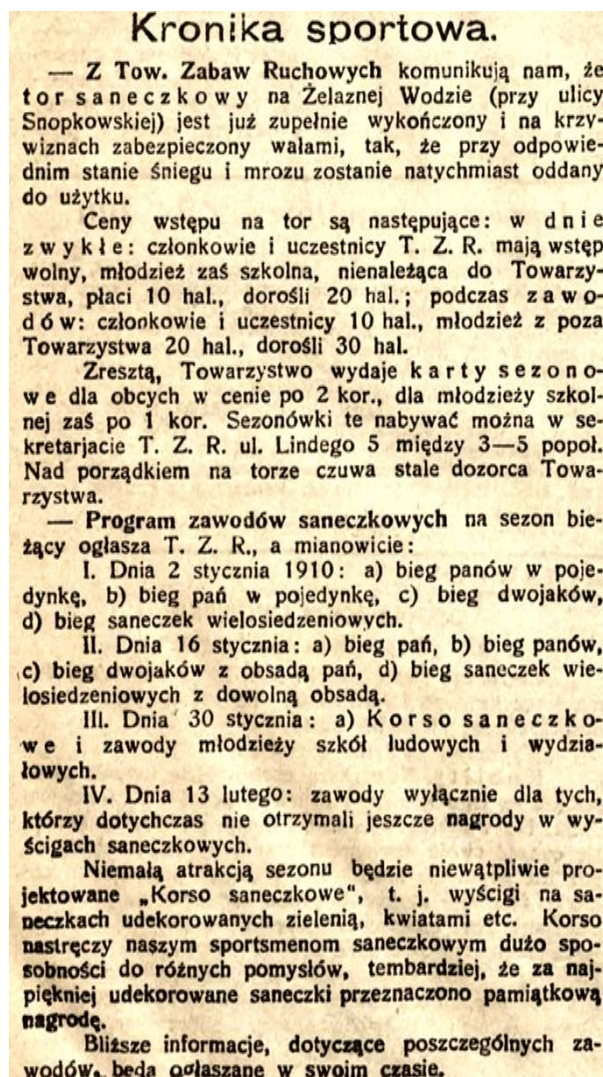 Kronika sportowa.
— Z Tow. Zabaw Ruchowych komunikują nam, że
tor saneczkowy na Żelaznej Wodzie (przy ulicy
Snopkowskiej) jest już zupełnie wykończony i na krzy-
wiznach zabezpieczony wałami, tak, że przy odpowie-
dnim stanie śniegu i mrozu zostanie natychmiast oddany
do użytku.
Ceny wstępu na tor są następujące: w dnie
zwykłe: członkowie i uczestnicy T. Z. R. mają wstęp
wolny, młodzież zaś szkolna, nienależąca do Towarzy-
stwa, płaci 10 hal., dorośli 20 hal.; podczas zawo-
dów: członkowie i uczestnicy 10 hal., młodzież z poza
Towarzystwa 20 hal., dorośli 30 hal.
Zresztą, Towarzystwo wydaje karty sezono-
we dla obcych w cenie po 2 kor., dla młodzieży szkol-
nej zaś po 1 kor. Sezonówki te nabywać można w se-
kretarjacie T. Z. R. ul. Lindego 5 między 3—5 popoł.
Nad porządkiem na torze czuwa stale dozorca Towa-
rzystwa.
— Program zawodów saneczkowych na sezon bie-
żący ogłasza T. Z. R., a mianowicie:
I. Dnia 2 stycznia 1910: a) bieg panów w poje-
dynkę, b) bieg pań w pojedynkę, c) bieg dwojaków,
d) bieg saneczek wielosiedzeniowych.
II. Dnia 16 stycznia: a) bieg pań, b) bieg panów,
c) bieg dwojaków z obsadą pań, d) bieg saneczek wie-
losiedzeniowych z dowolną obsadą.
III. Dnia 30 stycznia: a) Korso saneczko-
we i zawody młodzieży szkół ludowych i wydzia-
łowych.
IV. Dnia 13 lutego: zawody wyłącznie dla tych,
którzy dotychczas nie otrzymali jeszcze nagrody w wy-
ścigach saneczkowych.
Niemałą atrakcją sezonu będzie niewątpliwie pro-
jektowane „Korso saneczkowe“, t. j. wyścigi na sa-
neczkach udekorowanych zielenią, kwiatami etc. Korso
nastręczy naszym sportsmenom saneczkowym dużo spo-
sobności do różnych pomysłów, tembardziej, że za naj-
piękniej udekorowane saneczki przeznaczono pamiątkową
nagrodę.
Bliższe informacje, dotyczące poszczególnych za-
wodów, będą ogłaszane w swoim czasie.